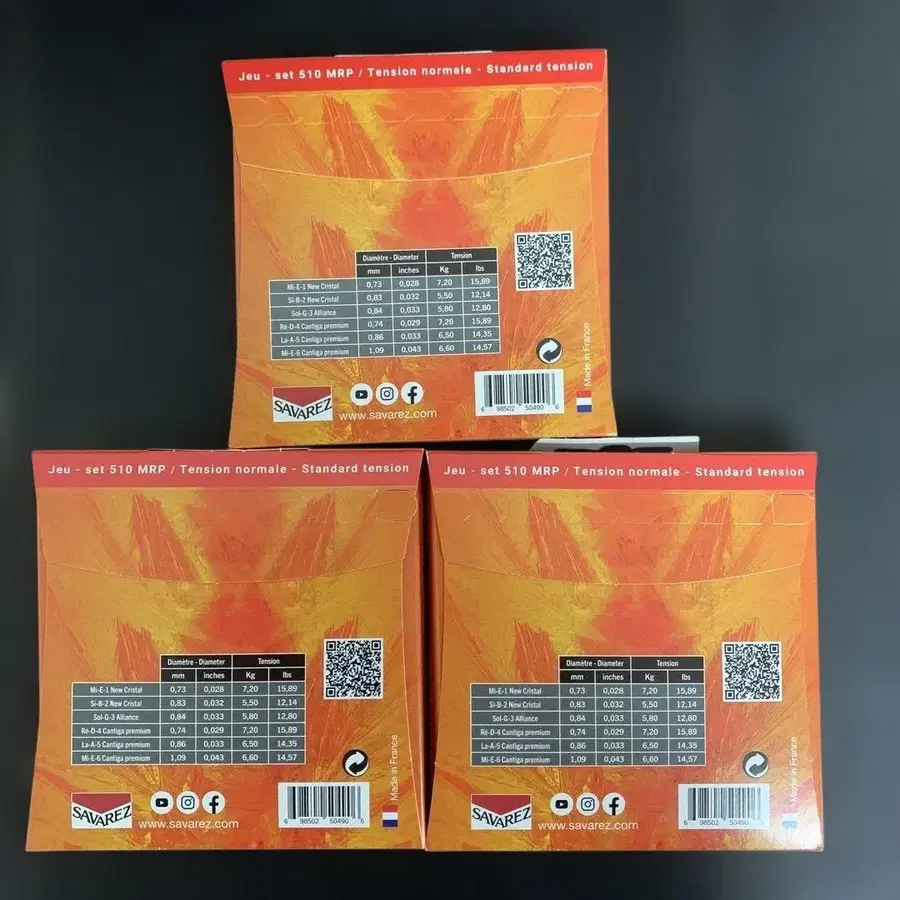 Jeu - set 510 MRP / Tension normale - Standard tension
Diamètre - Diameter Tension
mm inches Kg lbs
Mi-E-1 New Cristal 0,73 0,028 7,20 15,89
Si-B-2 New Cristal 0,83 0,032 5,50 12,14
Sol-G-3 Alliance 0,84 0,033 5,80 12,80
Ré-D-4 Cantiga premium 0,74 0,029 7,20 15,89
La-A-5 Cantiga premium 0,86 0,033 6,50 14,35
Mi-E-6 Cantiga premium 1,09 0,043 6,60 14,57
Made in France
SAVAREZ
www.savarez.com
6 98502 50490 6
Jeu - set 510 MRP / Tension normale - Standard tension
Diamètre - Diameter Tension
mm inches Kg lbs
Mi-E-1 New Cristal 0,73 0,028 7,20 15,89
Si-B-2 New Cristal 0,83 0,032 5,50 12,14
Sol-G-3 Alliance 0,84 0,033 5,80 12,80
Ré-D-4 Cantiga premium 0,74 0,029 7,20 15,89
La-A-5 Cantiga premium 0,86 0,033 6,50 14,35
Mi-E-6 Cantiga premium 1,09 0,043 6,60 14,57
Made in France
SAVAREZ
www.savarez.com
6 98502 50490 6
Jeu - set 510 MRP / Tension normale - Standard tension
Diamètre - Diameter Tension
mm inches Kg lbs
Mi-E-1 New Cristal 0,73 0,028 7,20 15,89
Si-B-2 New Cristal 0,83 0,032 5,50 12,14
Sol-G-3 Alliance 0,84 0,033 5,80 12,80
Ré-D-4 Cantiga premium 0,74 0,029 7,20 15,89
La-A-5 Cantiga premium 0,86 0,033 6,50 14,35
Mi-E-6 Cantiga premium 1,09 0,043 6,60 14,57
Made in France
SAVAREZ
www.savarez.com
6 98502 50490 6